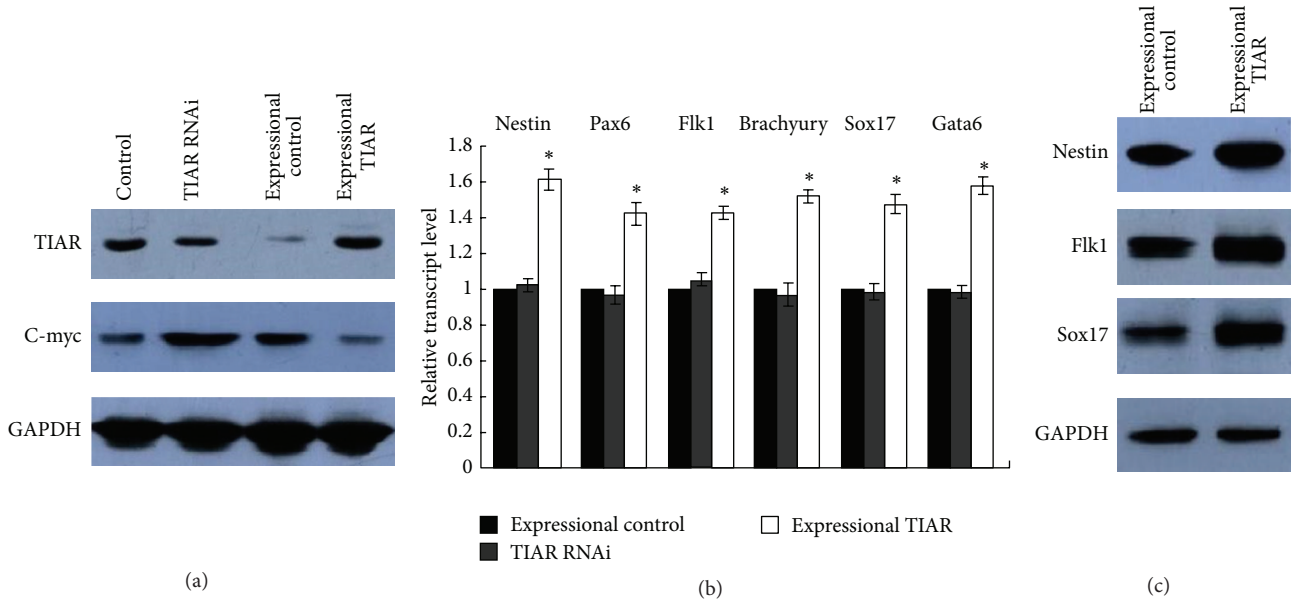 Control
TIAR RNAi
Expressional
control
Expressional
TIAR
TIAR
C-myc
GAPDH
(a)
Nestin Pax6 Flk1 Brachyury Sox17 Gata6
Relative transcript level
1.8
1.6
1.4
1.2
1
0.8
0.6
0.4
0.2
0
* * * * * *
Expressional control
TIAR RNAi
Expressional TIAR
(b)
Expressional
control
Expressional
TIAR
Nestin
Flk1
Sox17
GAPDH
(c)